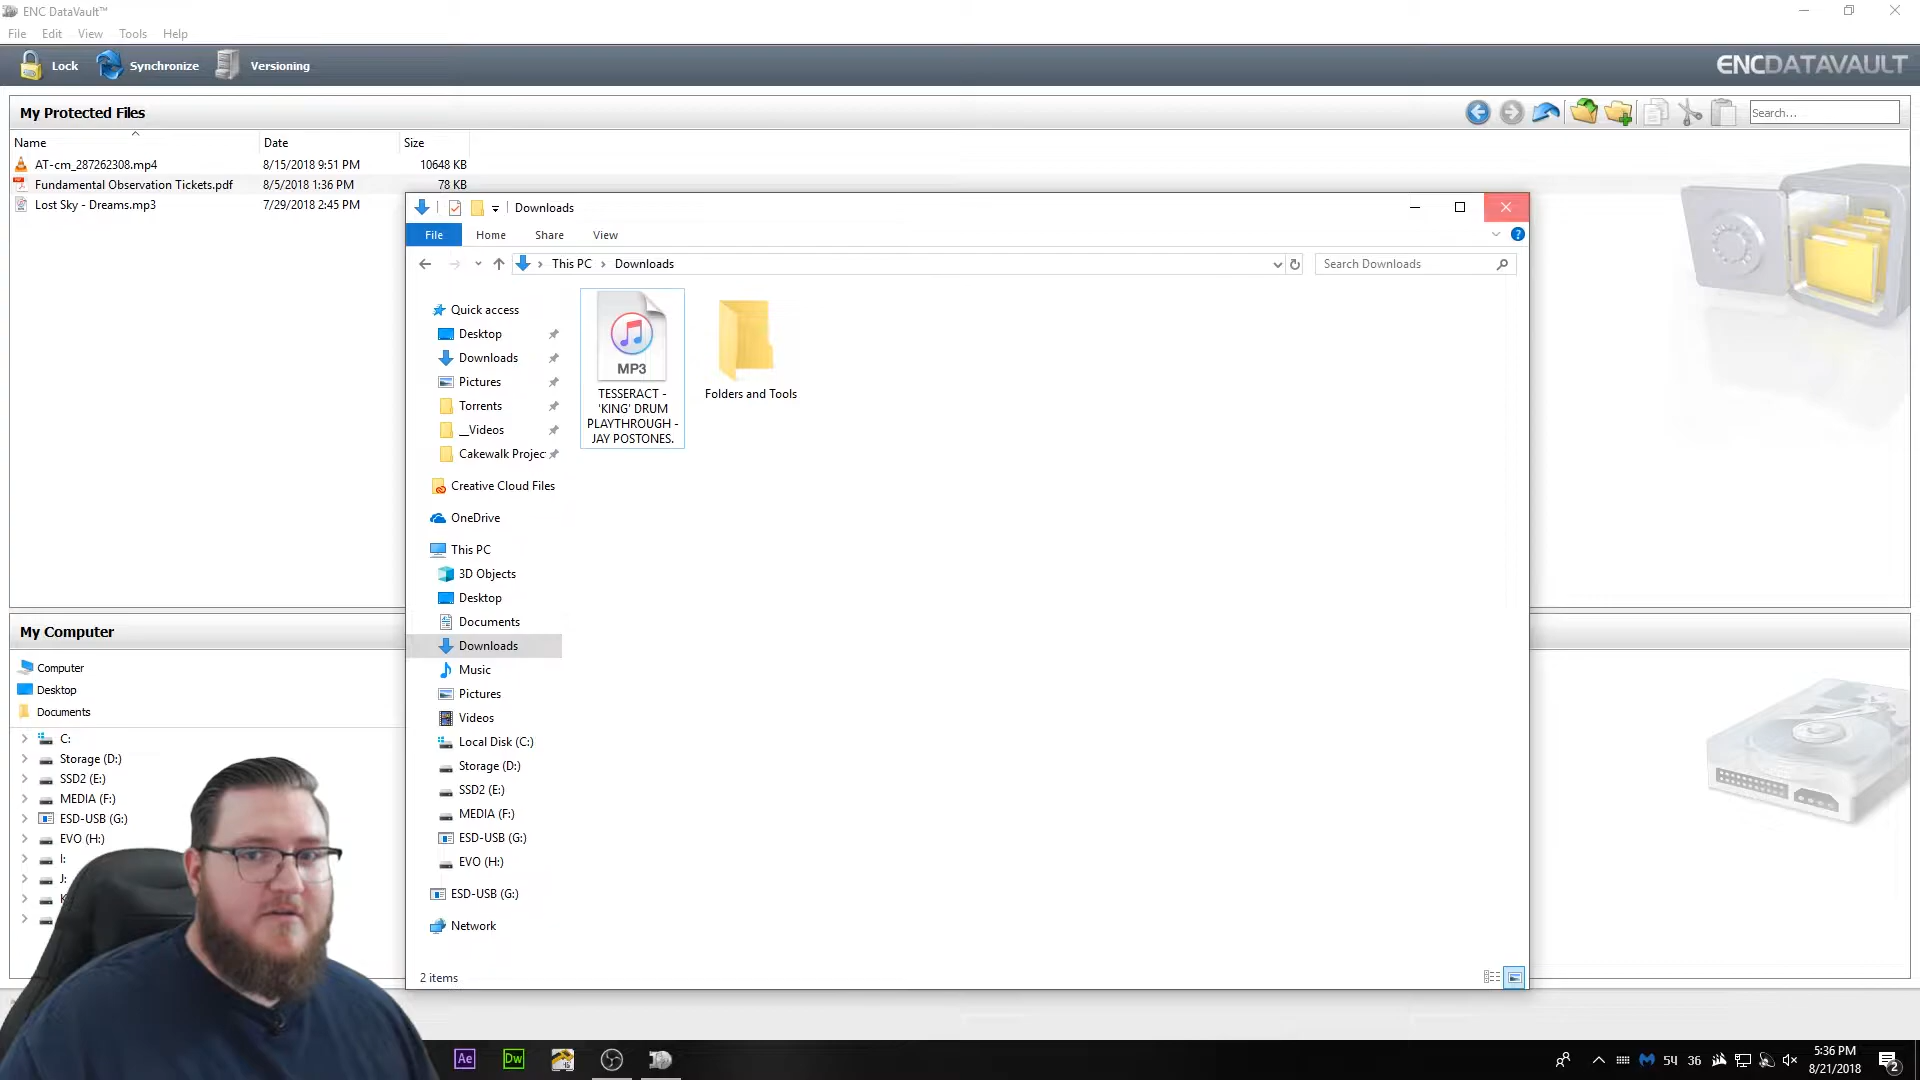 ENC DataVault™
File Edit View Tools Help
Lock Synchronize Versioning
ENCDATAVAULT
My Protected Files
Search...
Name Date Size
AT-cm_287262308.mp4 8/15/2018 9:51 PM 10648 KB
Fundamental Observation Tickets.pdf 8/5/2018 1:36 PM 78 KB
Lost Sky - Dreams.mp3 7/29/2018 2:45 PM
Downloads
File Home Share View
This PC Downloads
Search Downloads
Quick access
Desktop
Downloads
Pictures
Torrents
__Videos
Cakewalk Projec
Creative Cloud Files
OneDrive
This PC
3D Objects
Desktop
Documents
Downloads
Music
Pictures
Videos
Local Disk (C:)
Storage (D:)
SSD2 (E:)
MEDIA (F:)
ESD-USB (G:)
EVO (H:)
ESD-USB (G:)
Network
MP3
TESSERACT -
'KING' DRUM
PLAYTHROUGH -
JAY POSTONES.
Folders and Tools
2 items
My Computer
Computer
Desktop
Documents
C:
Storage (D:)
SSD2 (E:)
MEDIA (F:)
ESD-USB (G:)
EVO (H:)
I:
J:
K
Ae Dw
54 36
5:36 PM
8/21/2018
2